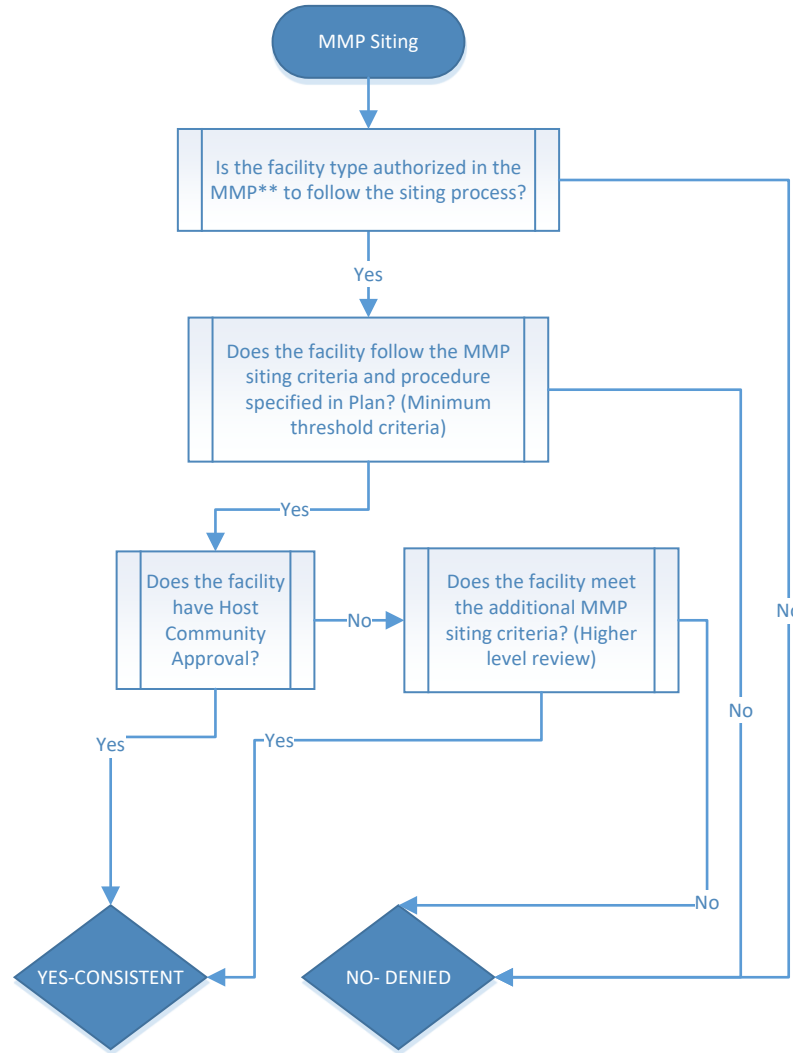 MMP Siting
Is the facility type authorized in the
MMP** to follow the siting process?
Yes
Does the facility follow the MMP
siting criteria and procedure
specified in Plan? (Minimum
threshold criteria)
Yes
Does the facility
have Host
Community
Approval?
No
Does the facility meet
the additional MMP
siting criteria? (Higher
level review)
No
No
Yes
Yes
No
YES-CONSISTENT
NO- DENIED